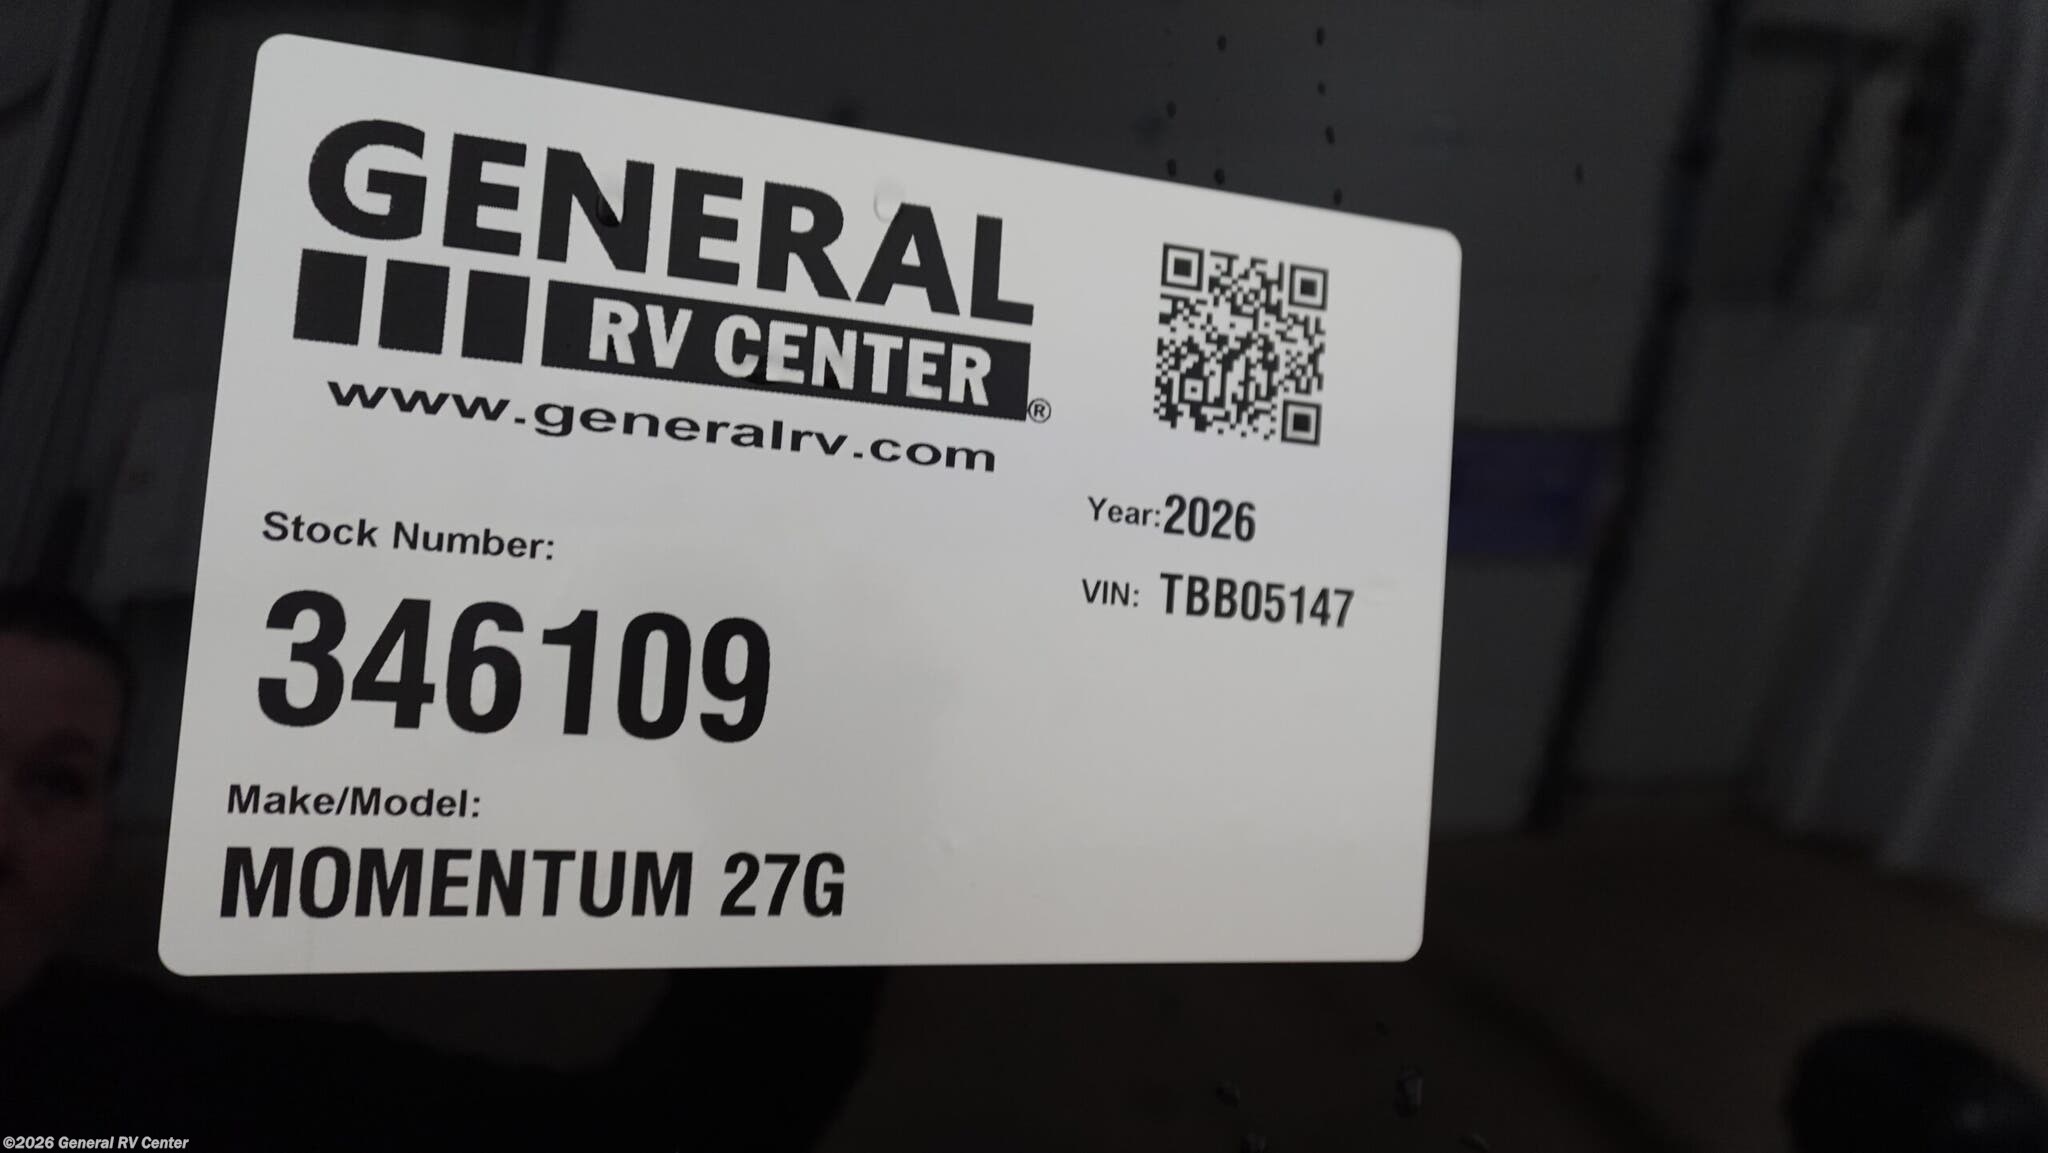 GENERAL
RV CENTER®
www.generalrv.com
Stock Number:
346109
Make/Model:
MOMENTUM 27G
Year:2026
VIN: TBB05147
©2026 General RV Center